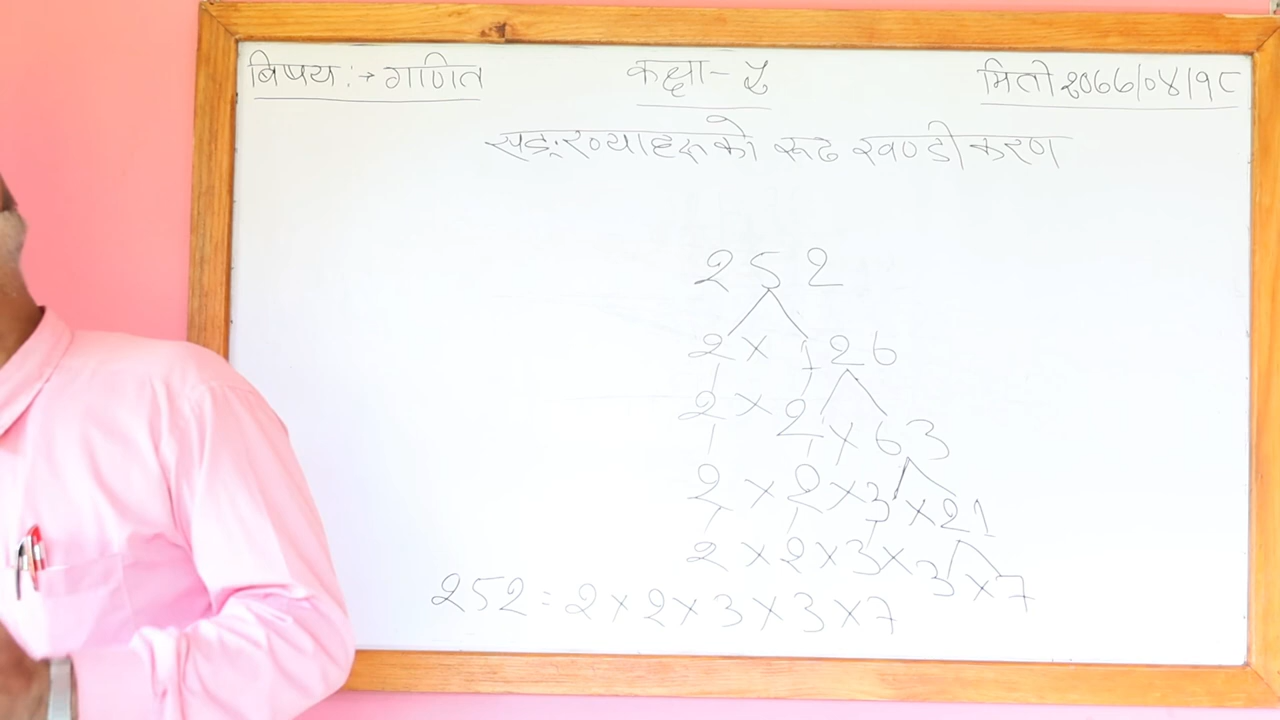 बिषय :→ गणित
कक्षा - ५
मिती २०७७/०४/१८
सङ्ख्याहरूको रूढ खण्डीकरण
252
2 × 126
2 × 2 × 63
2 × 2 × 3 × 21
2 × 2 × 3 × 3 × 7
252 = 2 × 2 × 3 × 3 × 7